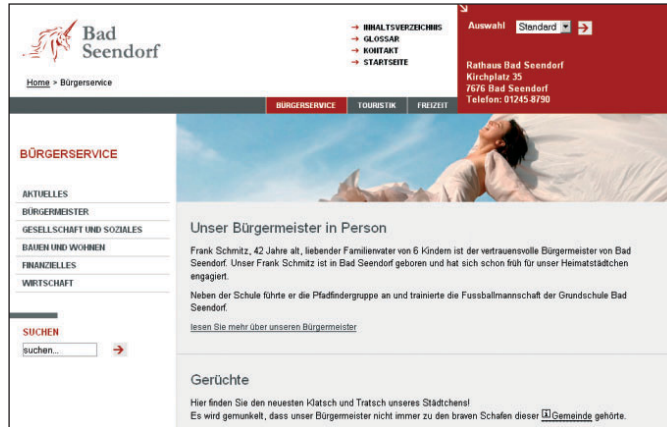 Bad
Seendorf
→ INHALTSVERZEICHNIS
→ GLOSSAR
→ KONTAKT
→ STARTSEITE
Auswahl Standard
Rathaus Bad Seendorf
Kirchplatz 35
7676 Bad Seendorf
Telefon: 01245-8790
Home > Bürgerservice
BÜRGERSERVICE TOURISTIK FREIZEIT
BÜRGERSERVICE
AKTUELLES
BÜRGERMEISTER
GESELLSCHAFT UND SOZIALES
BAUEN UND WOHNEN
FINANZIELLES
WIRTSCHAFT
SUCHEN
suchen...
Unser Bürgermeister in Person
Frank Schmitz, 42 Jahre alt, liebender Familienvater von 6 Kindern ist der vertrauensvolle Bürgermeister von Bad
Seendorf. Unser Frank Schmitz ist in Bad Seendorf geboren und hat sich schon früh für unser Heimatstädtchen
engagiert.
Neben der Schule führte er die Pfadfindergruppe an und trainierte die Fussballmannschaft der Grundschule Bad
Seendorf.
lesen Sie mehr über unseren Bürgermeister
Gerüchte
Hier finden Sie den neuesten Klatsch und Tratsch unseres Städtchens!
Es wird gemunkelt, dass unser Bürgermeister nicht immer zu den braven Schafen dieser Gemeinde gehörte.